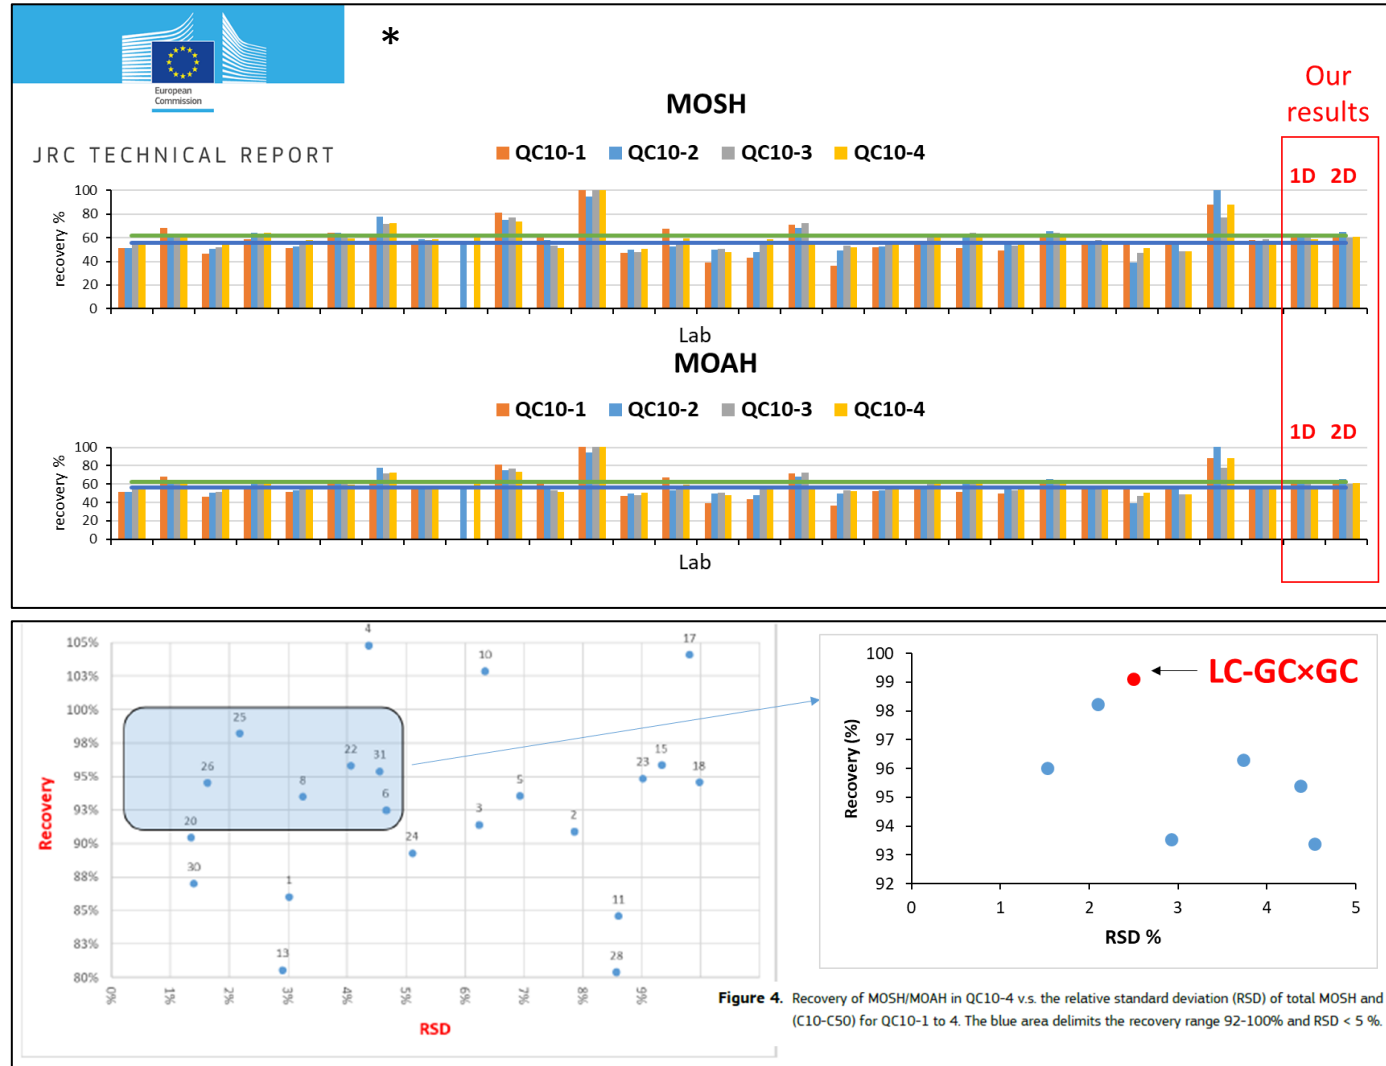 European
Commission
*
JRC TECHNICAL REPORT
MOSH
Our
results
QC10-1 QC10-2 QC10-3 QC10-4
1D 2D
recovery %
100
80
60
40
20
0
Lab
MOAH
QC10-1 QC10-2 QC10-3 QC10-4
1D 2D
recovery %
100
80
60
40
20
0
Lab
105%
103%
100%
98%
95%
93%
90%
88%
85%
83%
80%
Recovery
4
10
17
25
22
31
15
26
8
23
18
5
6
3
2
20
24
30
1
11
13
28
0% 1% 2% 3% 4% 5% 6% 7% 8% 9%
RSD
100
99
98
97
96
95
94
93
92
Recovery (%)
LC-GC×GC
0 1 2 3 4 5
RSD %
Figure 4. Recovery of MOSH/MOAH in QC10-4 v.s. the relative standard deviation (RSD) of total MOSH and
(C10-C50) for QC10-1 to 4. The blue area delimits the recovery range 92-100% and RSD < 5 %.